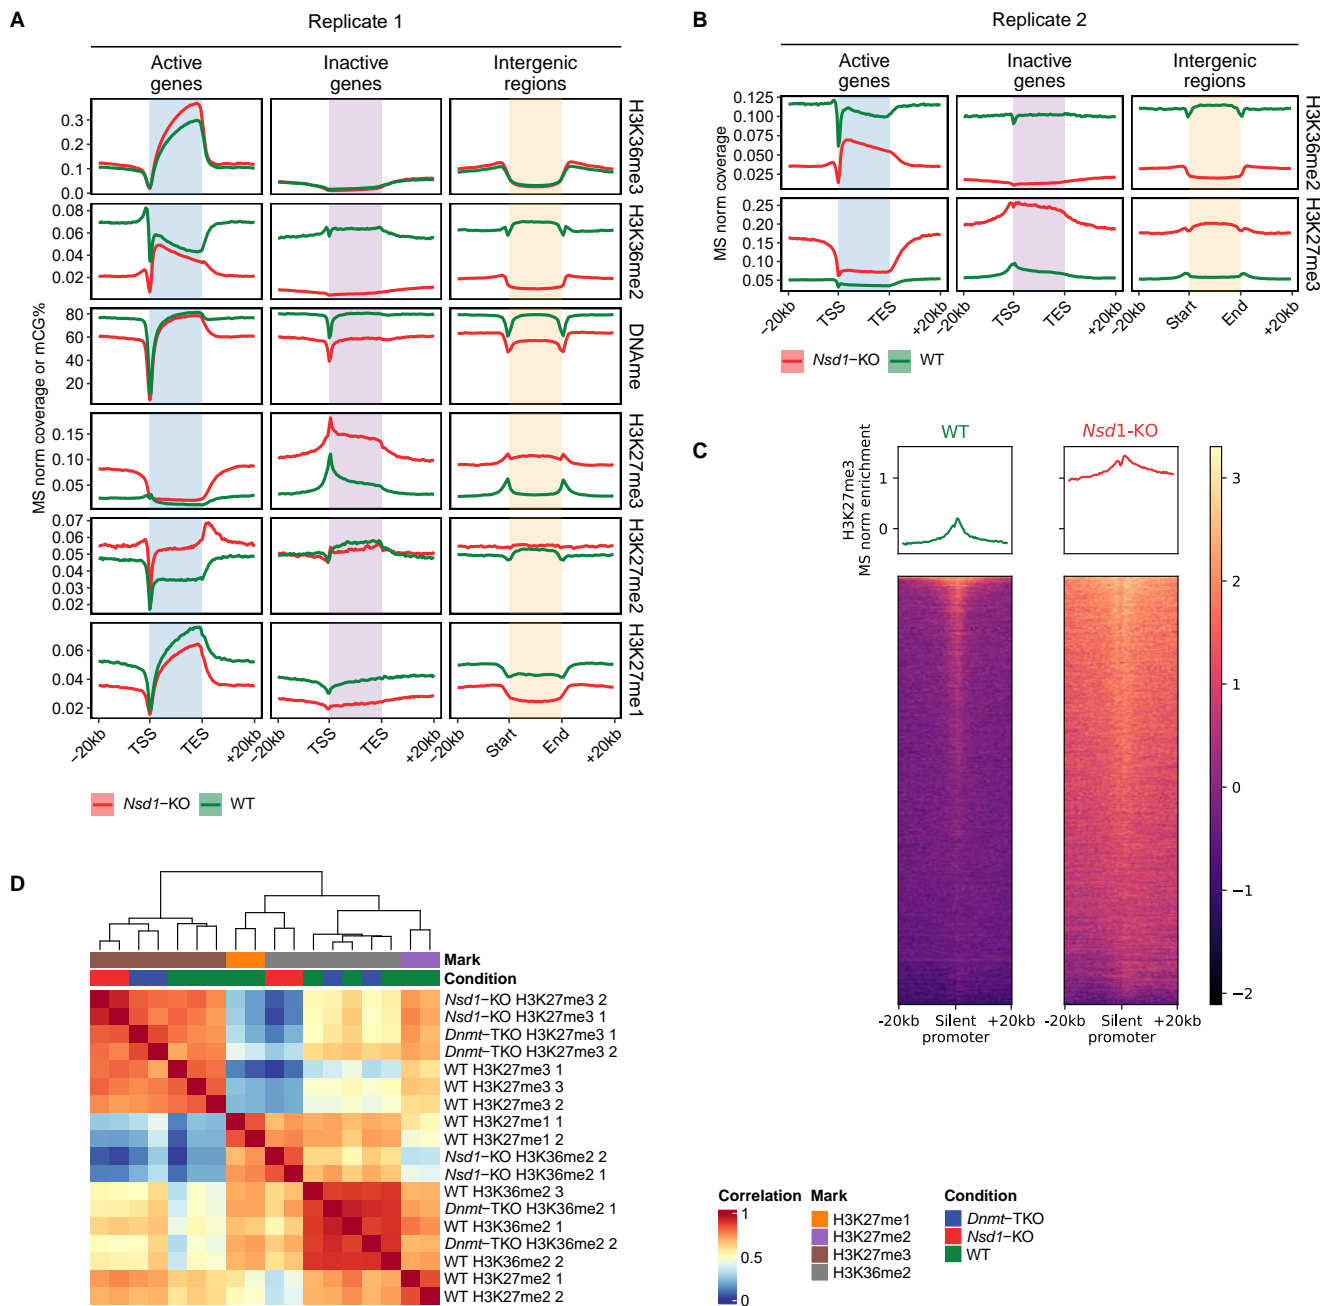 A
Replicate 1
Active
genes
Inactive
genes
Intergenic
regions
MS norm coverage or mCG%
0.3
0.2
0.1
0.0
H3K36me3
0.08
0.06
0.04
0.02
H3K36me2
80
60
40
20
DNAme
0.15
0.10
0.05
H3K27me3
0.07
0.06
0.05
0.04
0.03
0.02
H3K27me2
0.06
0.04
0.02
H3K27me1
−20kb
TSS
TES
+20kb
−20kb
TSS
TES
+20kb
−20kb
Start
End
+20kb
Nsd1−KO
WT
B
Replicate 2
Active
genes
Inactive
genes
Intergenic
regions
MS norm coverage
0.125
0.100
0.075
0.050
0.025
H3K36me2
0.25
0.20
0.15
0.10
0.05
H3K27me3
−20kb
TSS
TES
+20kb
−20kb
TSS
TES
+20kb
−20kb
Start
End
+20kb
Nsd1−KO
WT
C
WT
Nsd1-KO
H3K27me3
MS norm enrichment
1
0
3
2
1
0
−1
−2
-20kb
Silent
promoter
+20kb
-20kb
Silent
promoter
+20kb
D
Mark
Condition
Nsd1−KO H3K27me3 2
Nsd1−KO H3K27me3 1
Dnmt−TKO H3K27me3 1
Dnmt−TKO H3K27me3 2
WT H3K27me3 1
WT H3K27me3 3
WT H3K27me3 2
WT H3K27me1 1
WT H3K27me1 2
Nsd1−KO H3K36me2 2
Nsd1−KO H3K36me2 1
WT H3K36me2 3
Dnmt−TKO H3K36me2 1
WT H3K36me2 1
Dnmt−TKO H3K36me2 2
WT H3K36me2 2
WT H3K27me2 1
WT H3K27me2 2
Correlation
1
0.5
0
Mark
H3K27me1
H3K27me2
H3K27me3
H3K36me2
Condition
Dnmt−TKO
Nsd1−KO
WT